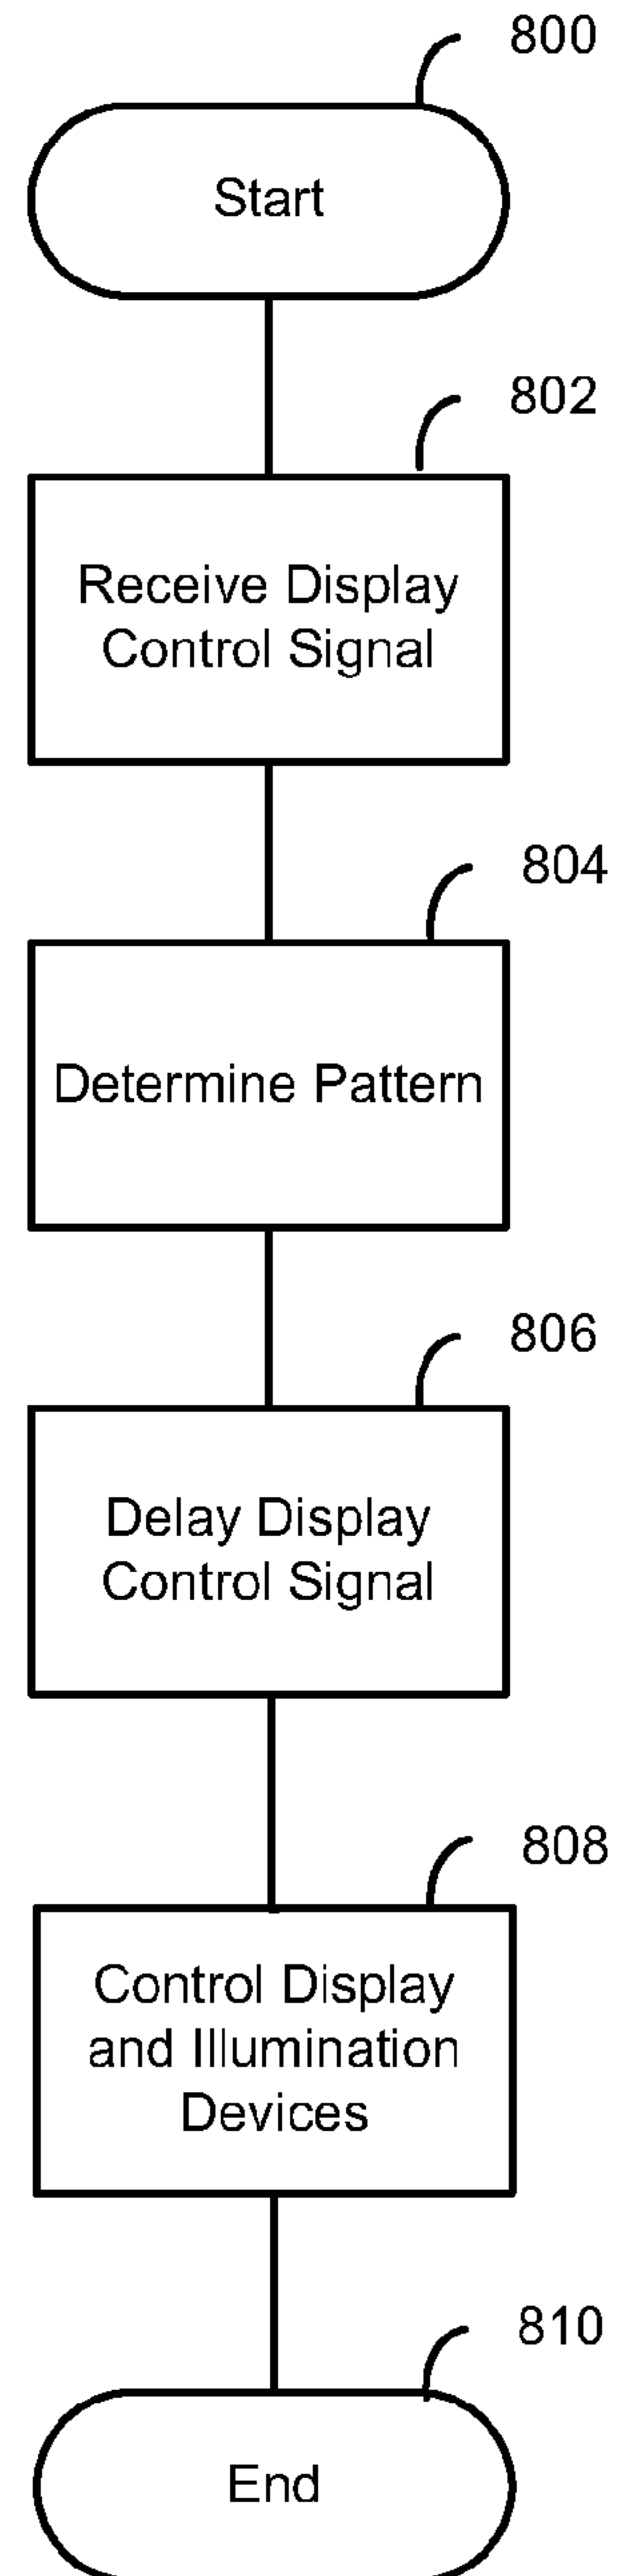 800
Start
802
Receive Display
Control Signal
804
Determine Pattern
806
Delay Display
Control Signal
808
Control Display
and Illumination
Devices
810
End